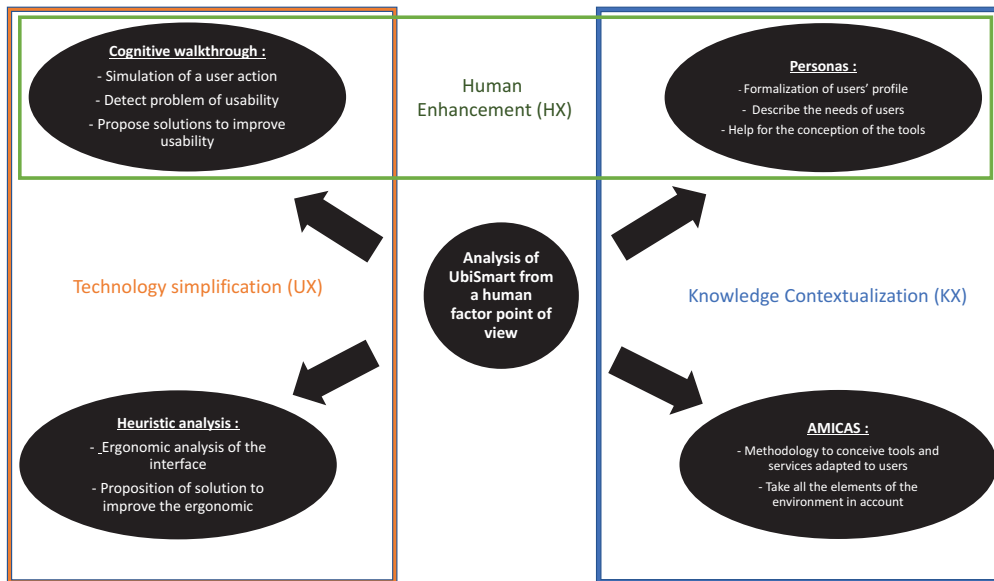 Cognitive walkthrough :
- Simulation of a user action
- Detect problem of usability
- Propose solutions to improve
usability
Human
Enhancement (HX)
Personas :
- Formalization of users' profile
- Describe the needs of users
- Help for the conception of the tools
Technology simplification (UX)
Analysis of
UbiSmart from
a human
factor point of
view
Knowledge Contextualization (KX)
Heuristic analysis :
- Ergonomic analysis of the
interface
- Proposition of solution to
improve the ergonomic
AMICAS :
- Methodology to conceive tools and
services adapted to users
- Take all the elements of the
environment in account